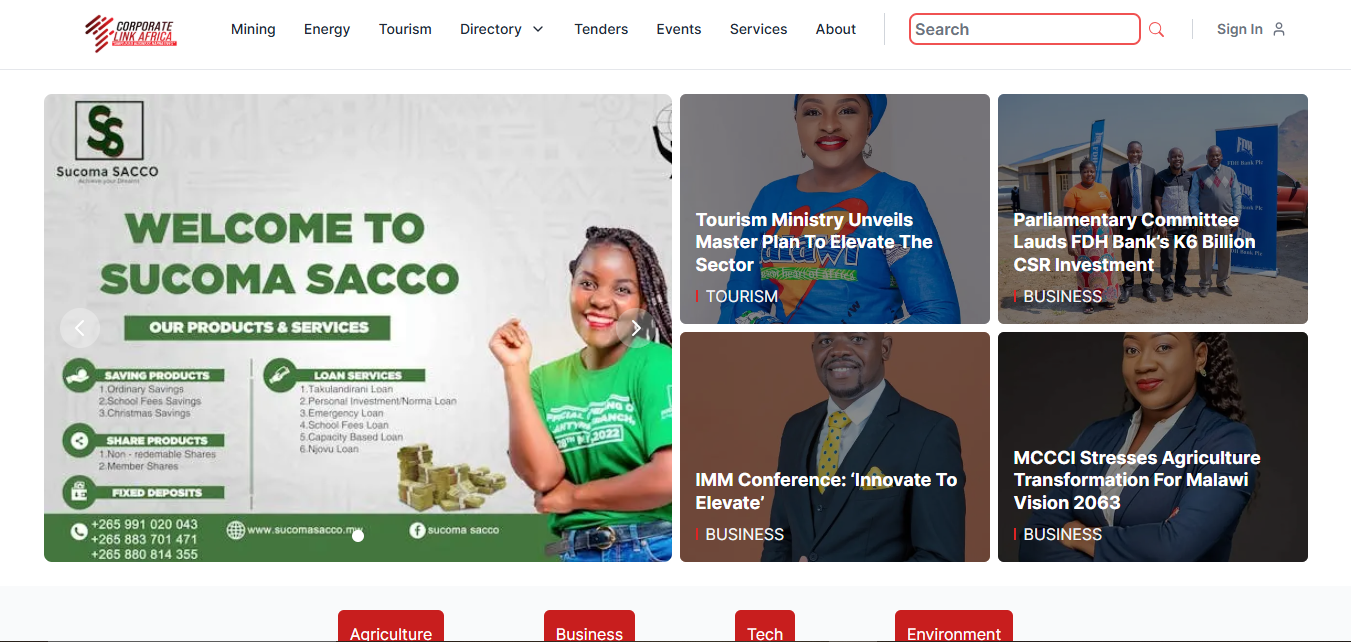 CORPORATE
LINK AFRICA
Mining
Energy
Tourism
Directory
Tenders
Events
Services
About
Search
Sign In
SS
Sucoma SACCO
Achieve your Dreams
WELCOME TO
SUCOMA SACCO
OUR PRODUCTS & SERVICES
SAVING PRODUCTS
1.Ordinary Savings
2.School Fees Savings
3.Christmas Savings
SHARE PRODUCTS
1.Non - redemable Shares
2.Member Shares
FIXED DEPOSITS
LOAN SERVICES
1.Takulandirani Loan
2.Personal Investment/Norma Loan
3.Emergency Loan
4.School Fees Loan
5.Capacity Based Loan
6.Njovu Loan
+265 991 020 043
+265 883 701 471
+265 880 814 355
www.sucomasacco.mw
sucoma sacco
Tourism Ministry Unveils
Master Plan To Elevate The
Sector
TOURISM
FDH
FDH Bank Plc
Parliamentary Committee
Lauds FDH Bank's K6 Billion
CSR Investment
BUSINESS
IMM Conference: ‘Innovate To
Elevate’
BUSINESS
MCCCI Stresses Agriculture
Transformation For Malawi
Vision 2063
BUSINESS
Agriculture
Business
Tech
Environment